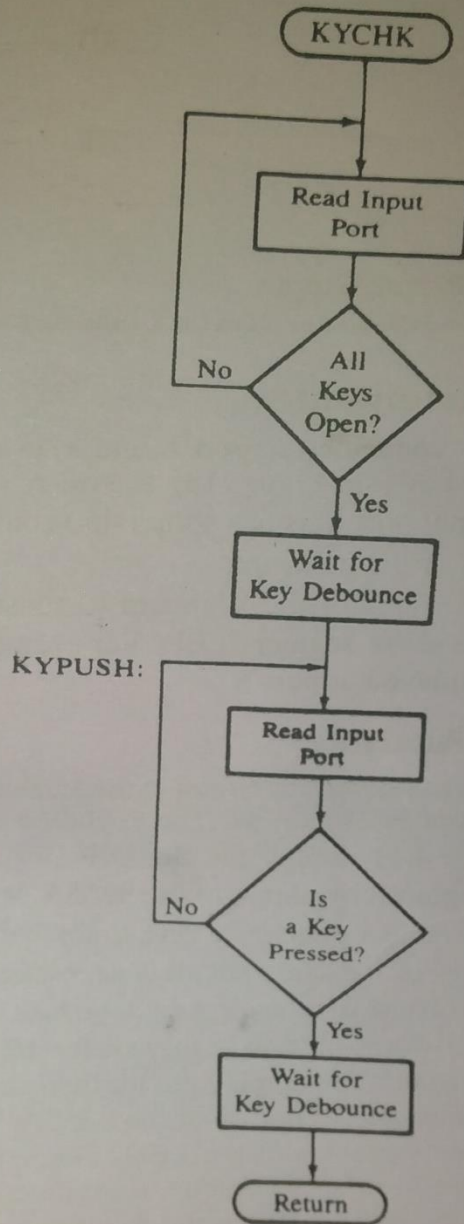 KYCHK
Read Input
Port
All
Keys
Open?
No
Yes
Wait for
Key Debounce
KYPUSH:
Read Input
Port
Is
a Key
Pressed?
No
Yes
Wait for
Key Debounce
Return